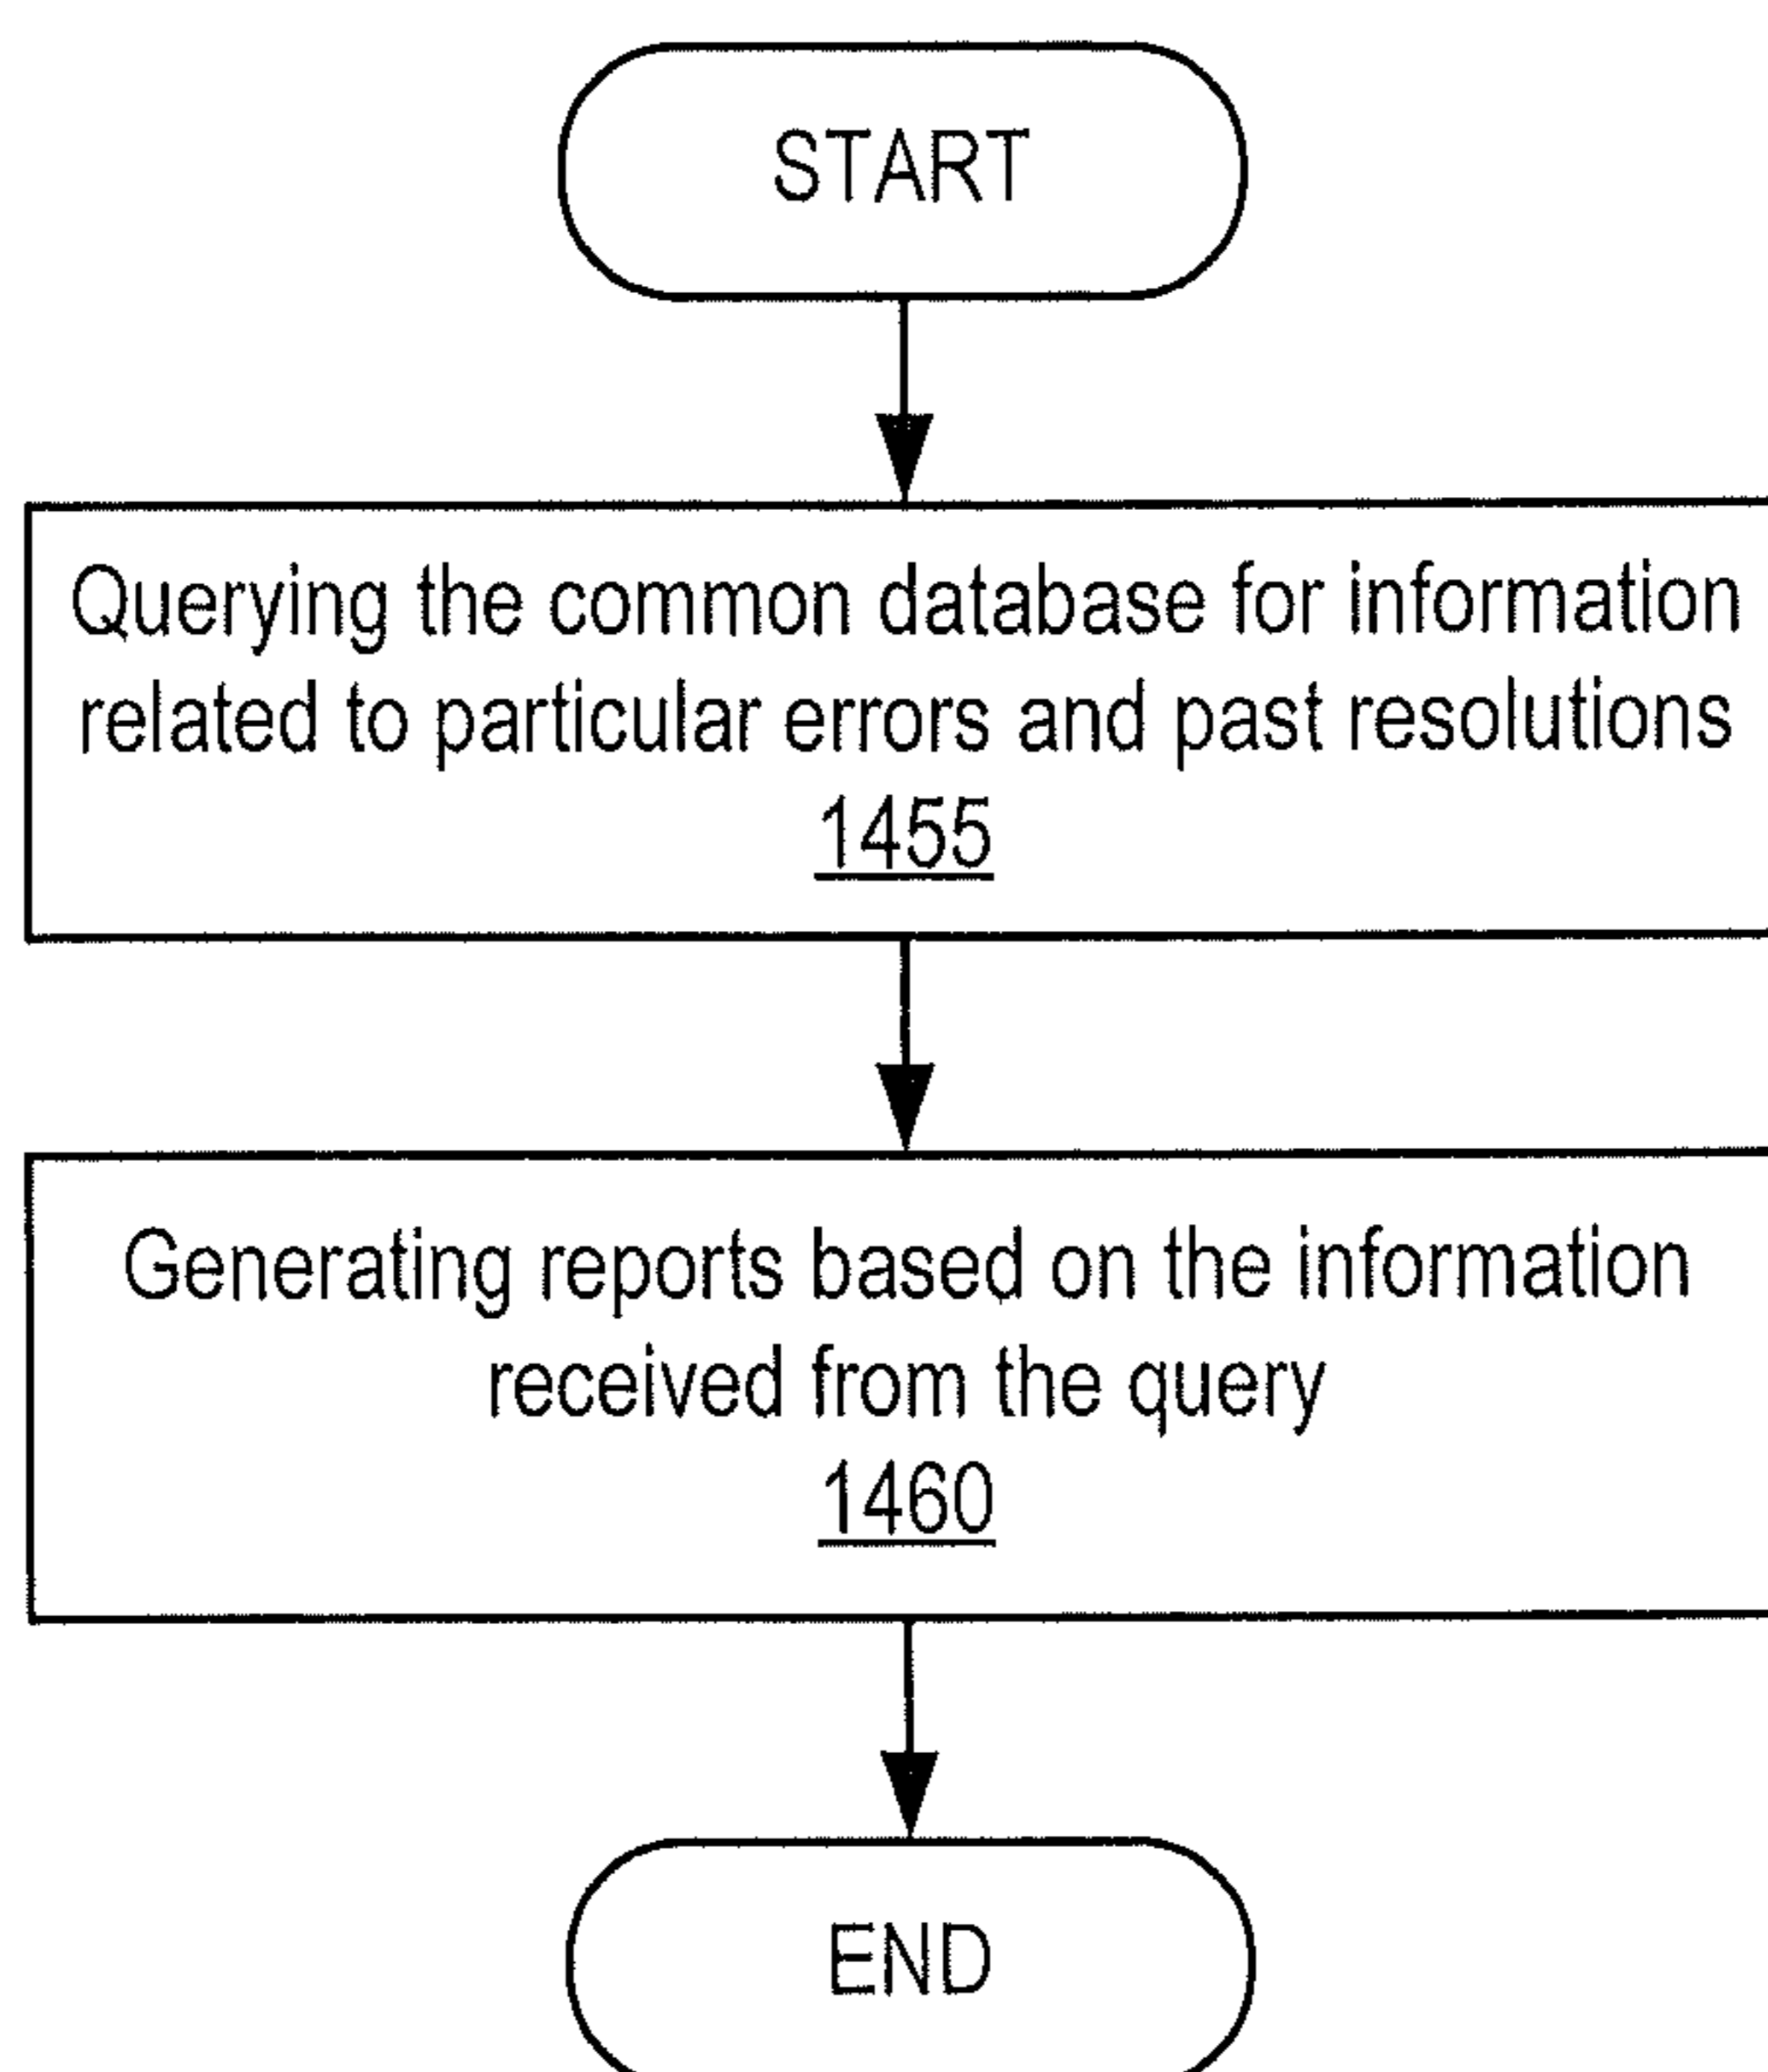 START
Querying the common database for information
related to particular errors and past resolutions
1455
Generating reports based on the information
received from the query
1460
END